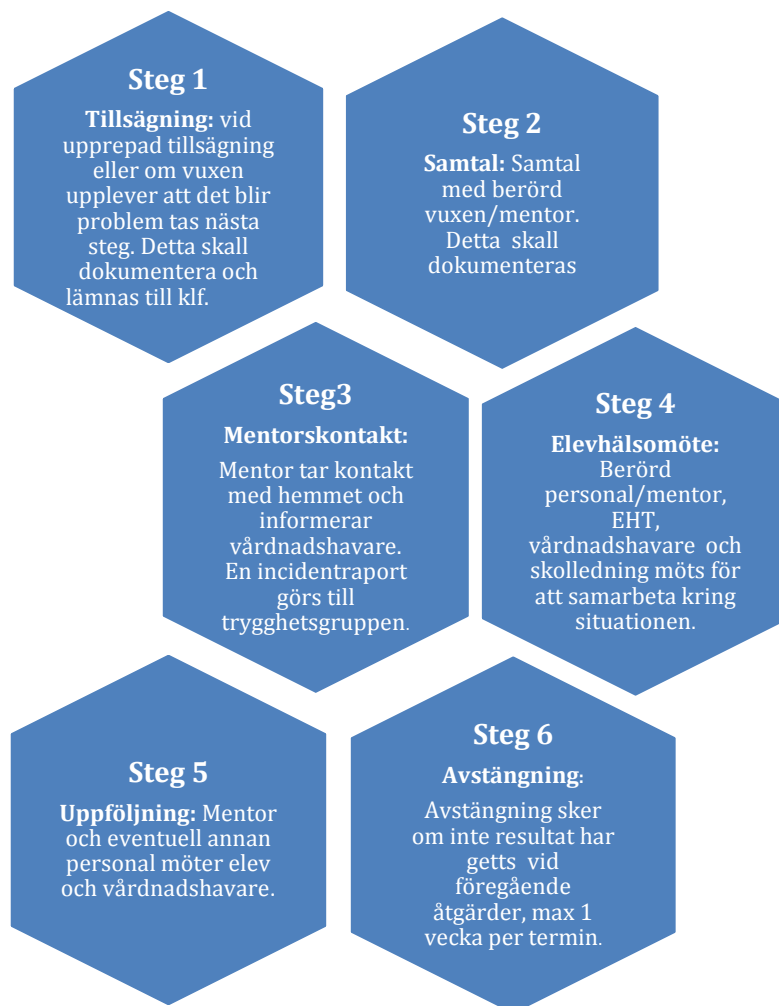 Steg 1
Tillsägning: vid
upprepad tillsägning
eller om vuxen
upplever att det blir
problem tas nästa
steg. Detta skall
dokumentera och
lämnas till klf.
Steg 2
Samtal: Samtal
med berörd
vuxen/mentor.
Detta skall
dokumenteras
Steg3
Mentorskontakt:
Mentor tar kontakt
med hemmet och
informerar
vårdnadshavare.
En incidentraport
görs till
trygghetsgruppen.
Steg 4
Elevhälsomöte:
Berörd
personal/mentor,
EHT,
vårdnadshavare och
skolledning möts för
att samarbeta kring
situationen.
Steg 5
Uppföljning: Mentor
och eventuell annan
personal möter elev
och vårdnadshavare.
Steg 6
Avstängning:
Avstängning sker
om inte resultat har
getts vid
föregående
åtgärder, max 1
vecka per termin.